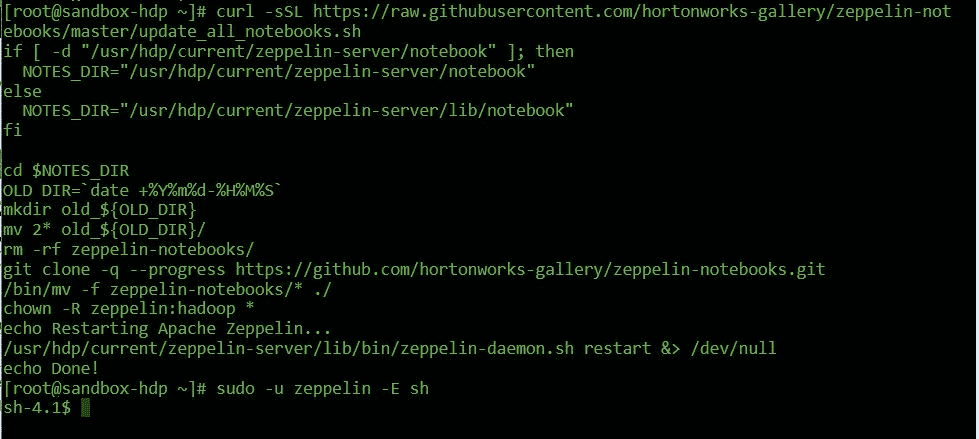 [root@sandbox-hdp ~]# curl -sSL https://raw.githubusercontent.com/hortonworks-gallery/zeppelin-not
ebooks/master/update_all_notebooks.sh
if [ -d "/usr/hdp/current/zeppelin-server/notebook" ]; then
  NOTES_DIR="/usr/hdp/current/zeppelin-server/notebook"
else
  NOTES_DIR="/usr/hdp/current/zeppelin-server/lib/notebook"
fi

cd $NOTES_DIR
OLD_DIR=`date +%Y%m%d-%H%M%S`
mkdir old_${OLD_DIR}
mv 2* old_${OLD_DIR}/
rm -rf zeppelin-notebooks/
git clone -q --progress https://github.com/hortonworks-gallery/zeppelin-notebooks.git
/bin/mv -f zeppelin-notebooks/* ./
chown -R zeppelin:hadoop *
echo Restarting Apache Zeppelin...
/usr/hdp/current/zeppelin-server/lib/bin/zeppelin-daemon.sh restart &> /dev/null
echo Done!
[root@sandbox-hdp ~]# sudo -u zeppelin -E sh
sh-4.1$